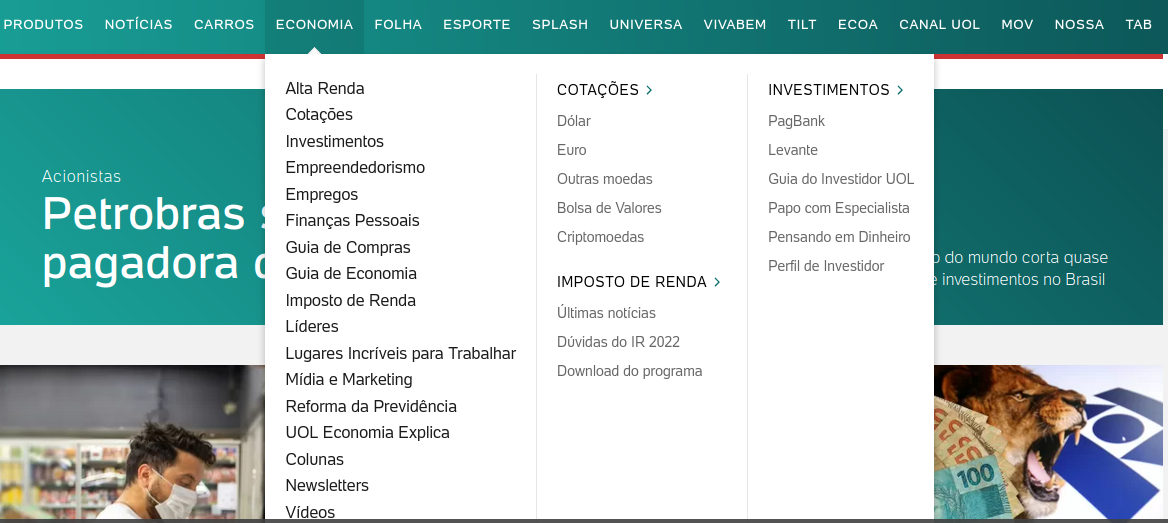 PRODUTOS NOTÍCIAS CARROS ECONOMIA FOLHA ESPORTE SPLASH UNIVERSA VIVABEM TILT ECOA CANAL UOL MOV NOSSA TAB
Alta Renda
Cotações
Investimentos
Empreendedorismo
Empregos
Finanças Pessoais
Guia de Compras
Guia de Economia
Imposto de Renda
Líderes
Lugares Incríveis para Trabalhar
Mídia e Marketing
Reforma da Previdência
UOL Economia Explica
Colunas
Newsletters
Vídeos
COTAÇÕES
Dólar
Euro
Outras moedas
Bolsa de Valores
Criptomoedas
IMPOSTO DE RENDA
Últimas notícias
Dúvidas do IR 2022
Download do programa
INVESTIMENTOS
PagBank
Levante
Guia do Investidor UOL
Papo com Especialista
Pensando em Dinheiro
Perfil de Investidor
Acionistas
Petrobras
pagadora
do mundo corta quase
investimentos no Brasil
100